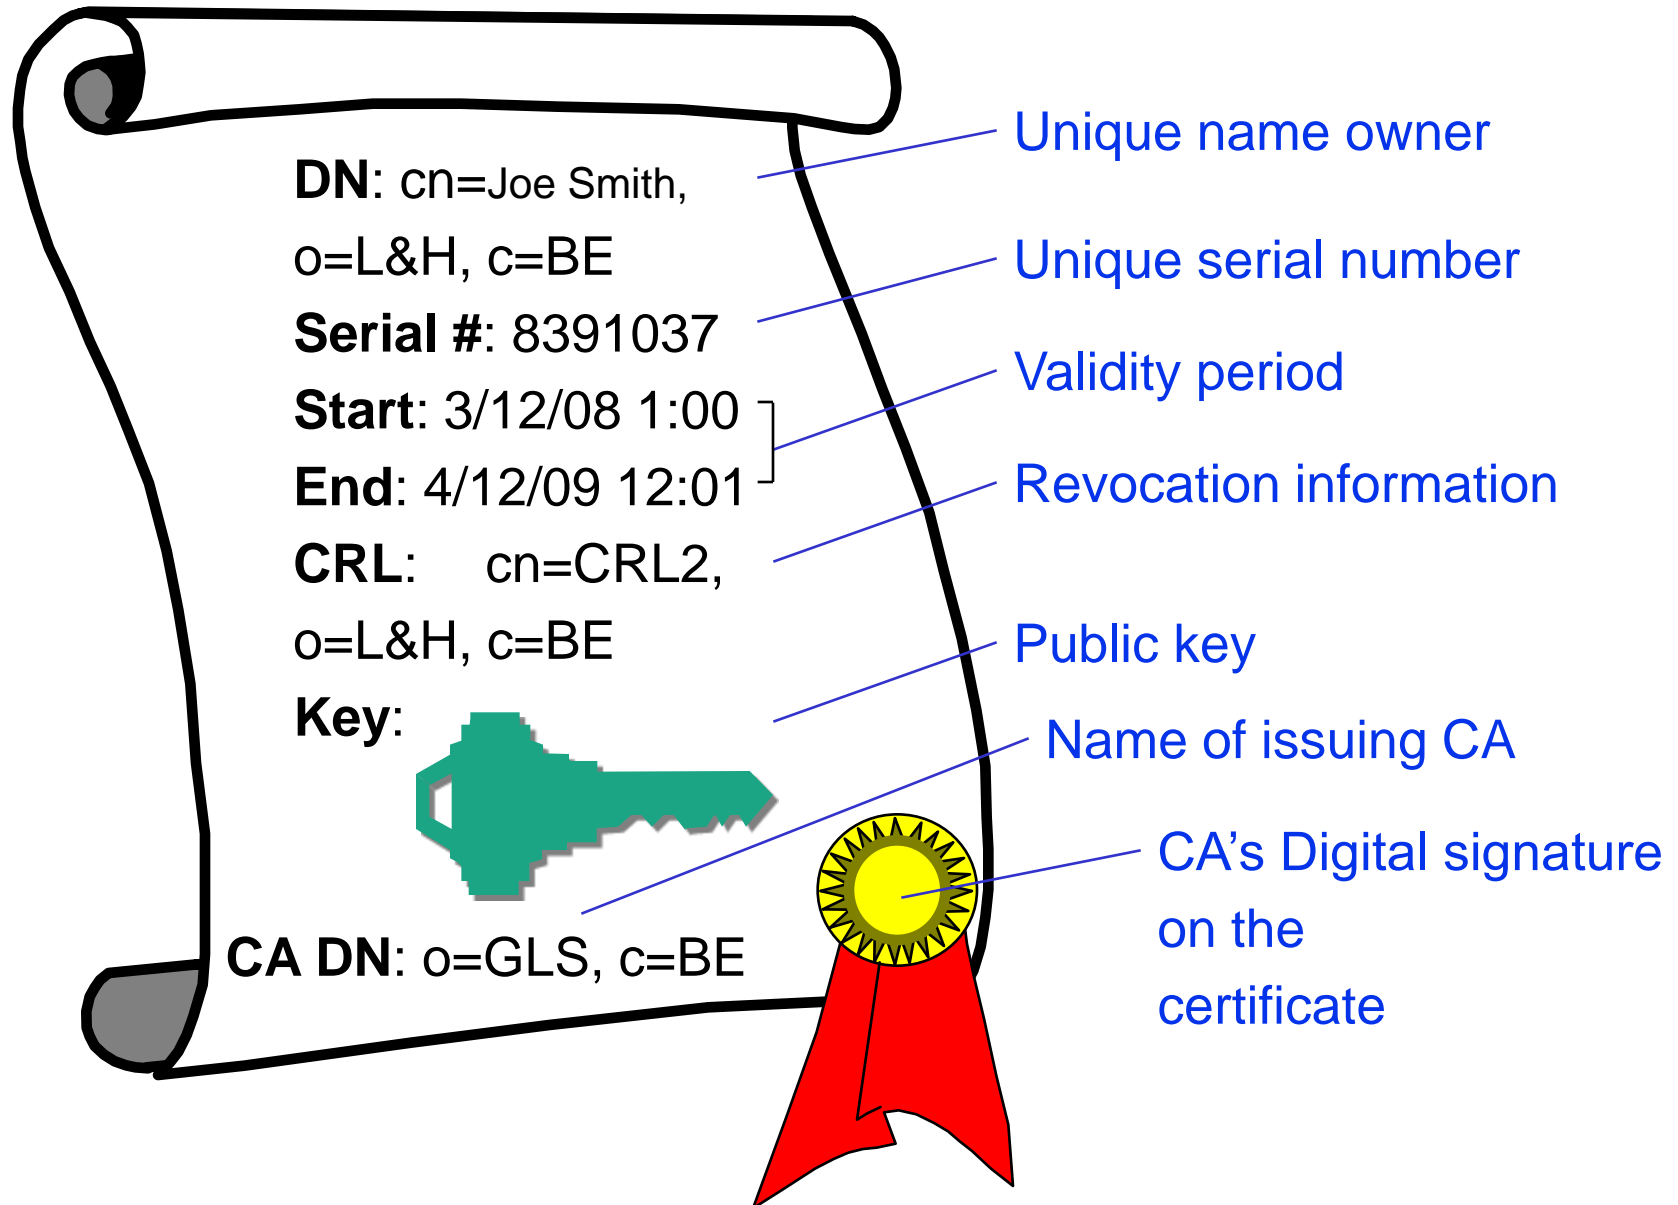 DN: cn=Joe Smith,
o=L&H, c=BE
Serial #: 8391037
Start: 3/12/08 1:00
End: 4/12/09 12:01
CRL: cn=CRL2,
o=L&H, c=BE
Key:
CA DN: o=GLS, c=BE
Unique name owner
Unique serial number
Validity period
Revocation information
Public key
Name of issuing CA
CA’s Digital signature
on the
certificate